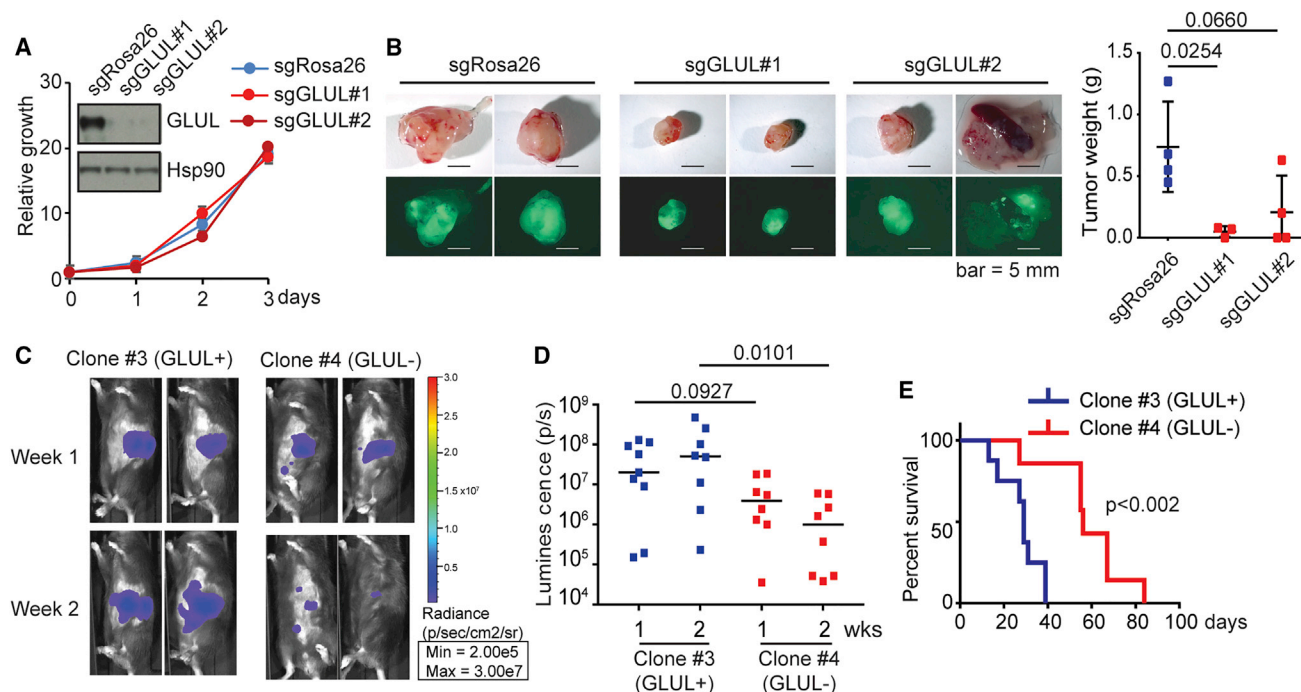 A
sgRosa26
sgGLUL#1
sgGLUL#2
sgRosa26
sgGLUL#1
sgGLUL#2
GLUL
Hsp90
Relative growth
30
20
10
0
0 1 2 3 days
B
sgRosa26 sgGLUL#1 sgGLUL#2
bar = 5 mm
0.0660
0.0254
Tumor weight (g)
1.5
1.0
0.5
0.0
sgRosa26
sgGLUL#1
sgGLUL#2
C
Clone #3 (GLUL+) Clone #4 (GLUL-)
Week 1
Week 2
3.0
2.5
2.0
1.5 x10⁷
1.0
0.5
0.0
Radiance
(p/sec/cm2/sr)
Min = 2.00e5
Max = 3.00e7
D
0.0101
0.0927
Lumines cence (p/s)
10⁹
10⁸
10⁷
10⁶
10⁵
10⁴
1 2 1 2 wks
Clone #3 Clone #4
(GLUL+) (GLUL-)
E
Clone #3 (GLUL+)
Clone #4 (GLUL-)
p<0.002
Percent survival
100
50
0
0 20 40 60 80 100 days